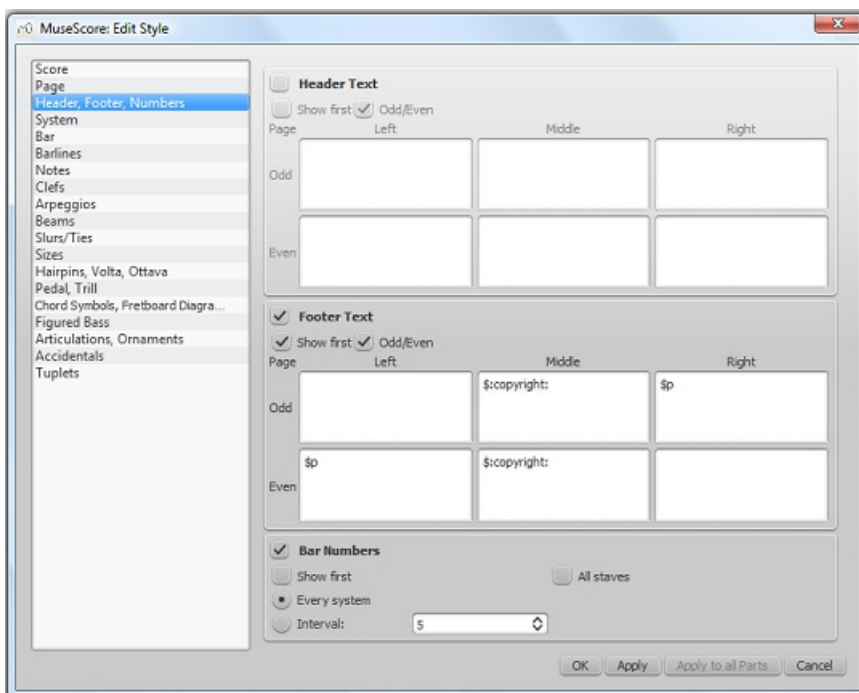 MuseScore: Edit Style
Score
Page
Header, Footer, Numbers
System
Bar
Barlines
Notes
Clefs
Arpeggios
Beams
Slurs/Ties
Sizes
Hairpins, Volta, Ottava
Pedal, Trill
Chord Symbols, Fretboard Diagra...
Figured Bass
Articulations, Ornaments
Accidentals
Tuplets
Header Text
Show first Odd/Even
Page Left Middle Right
Odd
Even
Footer Text
Show first Odd/Even
Page Left Middle Right
Odd $:copyright: $p
Even $p $:copyright:
Bar Numbers
Show first All staves
Every system
Interval: 5
OK Apply Apply to all Parts Cancel